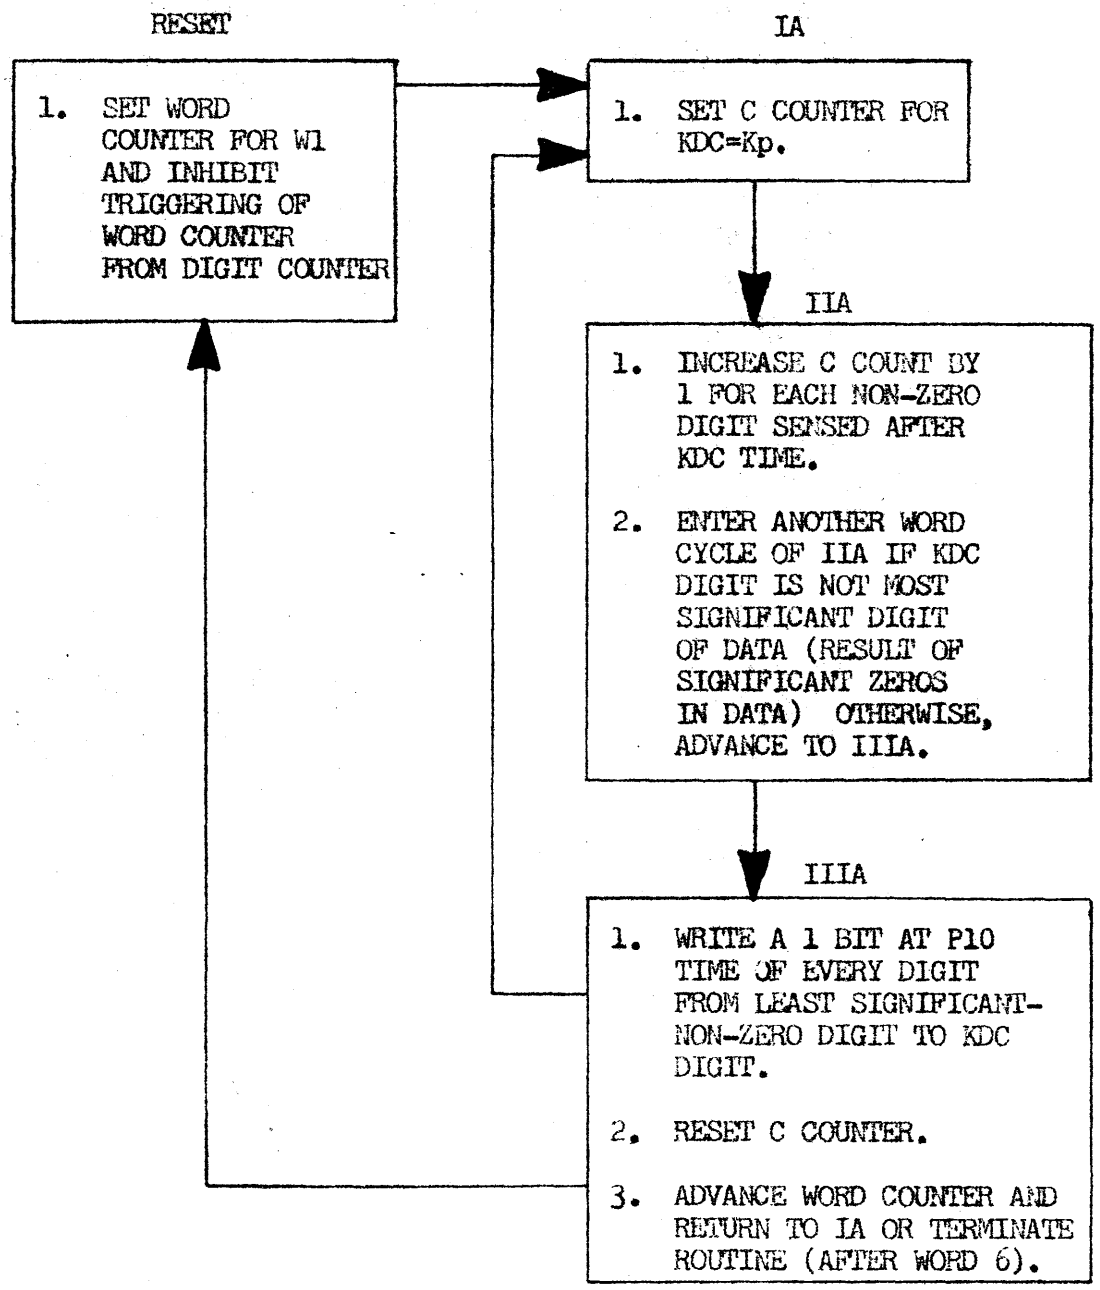 RESET
1. SET WORD
COUNTER FOR W1
AND INHIBIT
TRIGGERING OF
WORD COUNTER
FROM DIGIT COUNTER
IA
1. SET C COUNTER FOR
KDC=Kp.
IIA
1. INCREASE C COUNT BY
1 FOR EACH NON-ZERO
DIGIT SENSED AFTER
KDC TIME.
2. ENTER ANOTHER WORD
CYCLE OF IIA IF KDC
DIGIT IS NOT MOST
SIGNIFICANT DIGIT
OF DATA (RESULT OF
SIGNIFICANT ZEROS
IN DATA) OTHERWISE,
ADVANCE TO IIIA.
IIIA
1. WRITE A 1 BIT AT P10
TIME OF EVERY DIGIT
FROM LEAST SIGNIFICANT-
NON-ZERO DIGIT TO KDC
DIGIT.
2. RESET C COUNTER.
3. ADVANCE WORD COUNTER AND
RETURN TO IA OR TERMINATE
ROUTINE (AFTER WORD 6).